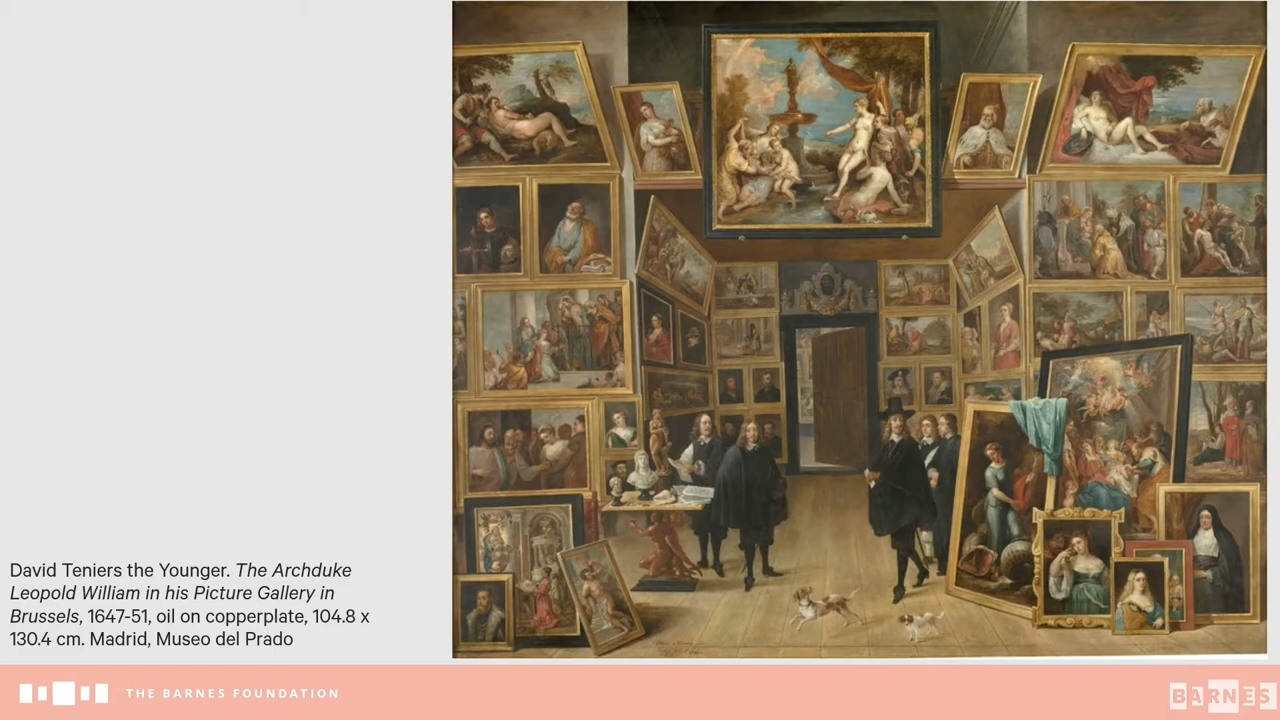 David Teniers the Younger. The Archduke
Leopold William in his Picture Gallery in
Brussels, 1647-51, oil on copperplate, 104.8 x
130.4 cm. Madrid, Museo del Prado
THE BARNES FOUNDATION
BARNES